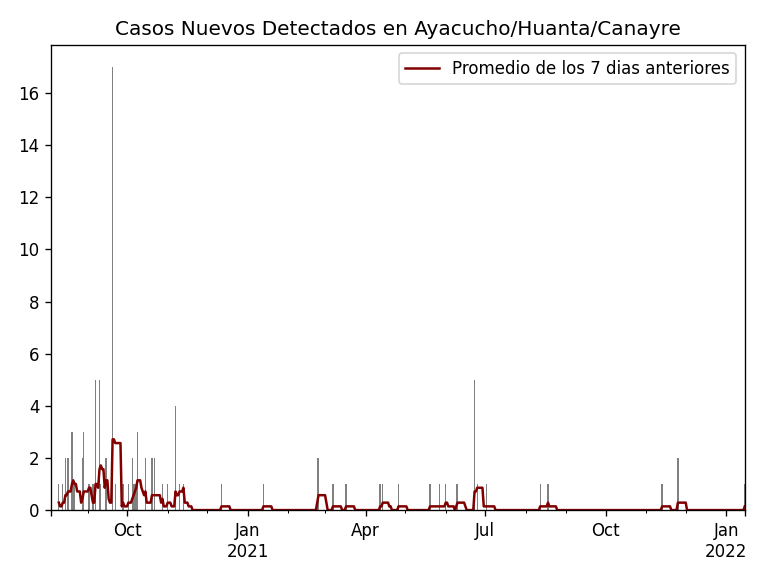 Casos Nuevos Detectados en Ayacucho/Huanta/Canayre
Promedio de los 7 dias anteriores
16
14
12
10
8
6
4
2
0
Oct
Jan
2021
Apr
Jul
Oct
Jan
2022